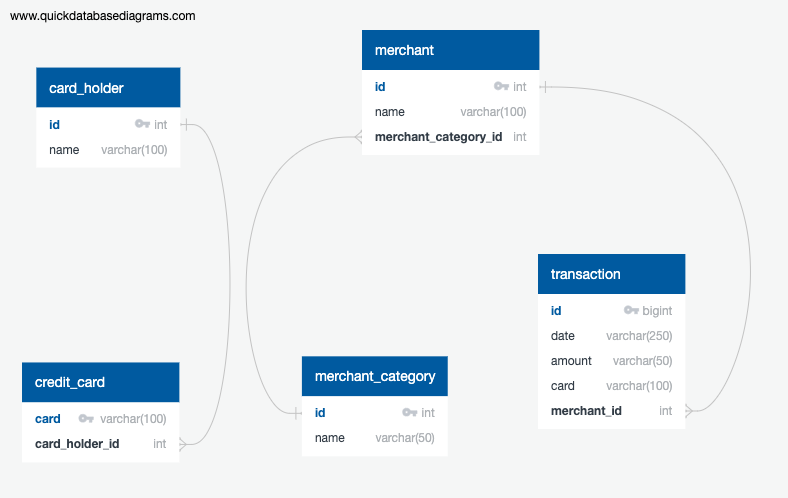 www.quickdatabasediagrams.com
merchant
id int
name varchar(100)
merchant_category_id int
card_holder
id int
name varchar(100)
transaction
id bigint
date varchar(250)
amount varchar(50)
card varchar(100)
merchant_id int
credit_card
card varchar(100)
card_holder_id int
merchant_category
id int
name varchar(50)